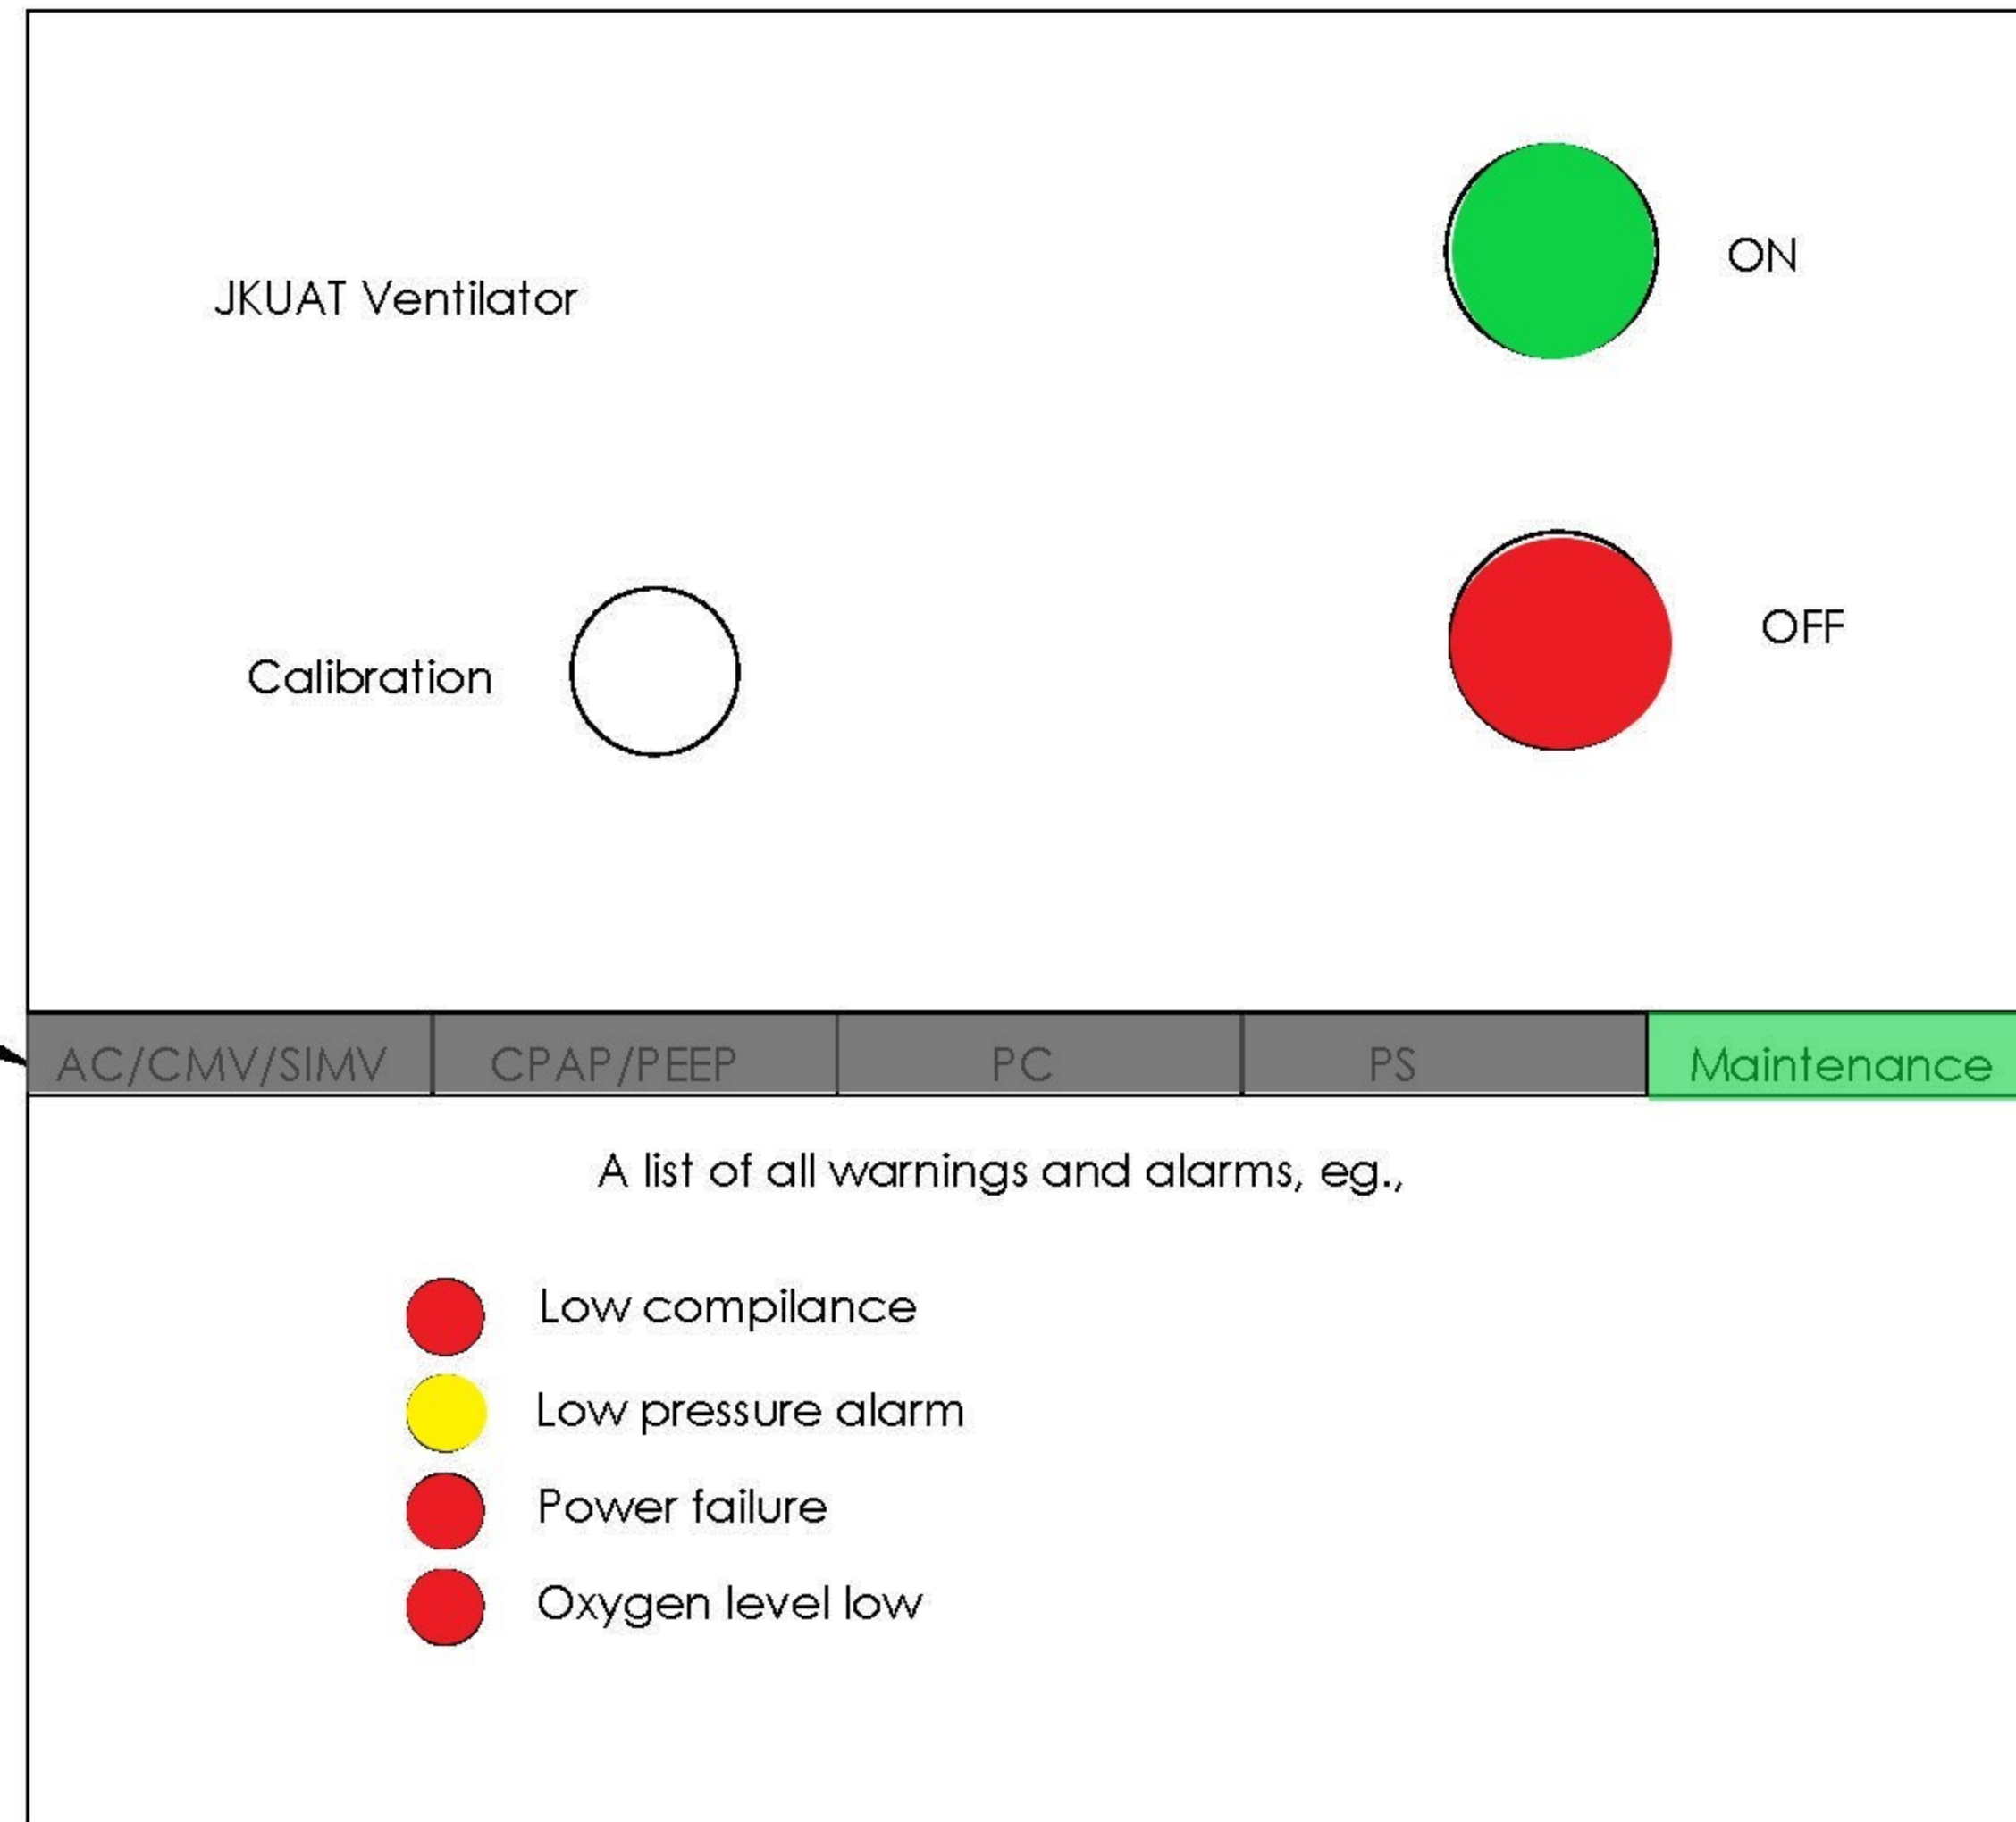 JKUAT Ventilator
ON
Calibration
OFF
AC/CMV/SIMV CPAP/PEEP PC PS Maintenance
A list of all warnings and alarms, eg.,
Low compilance
Low pressure alarm
Power failure
Oxygen level low